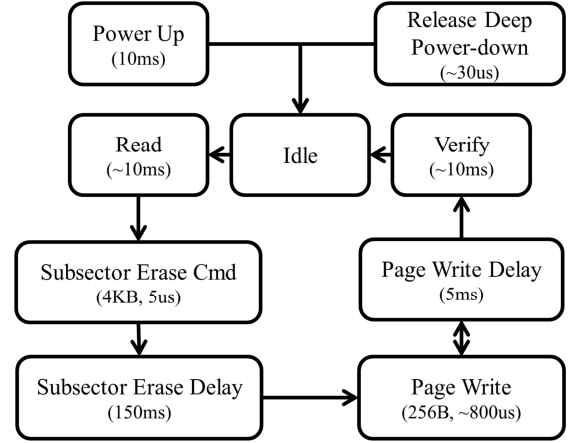 Power Up
(10ms)
Release Deep
Power-down
(~30us)
Read
(~10ms)
Idle
Verify
(~10ms)
Subsector Erase Cmd
(4KB, 5us)
Page Write Delay
(5ms)
Subsector Erase Delay
(150ms)
Page Write
(256B, ~800us)